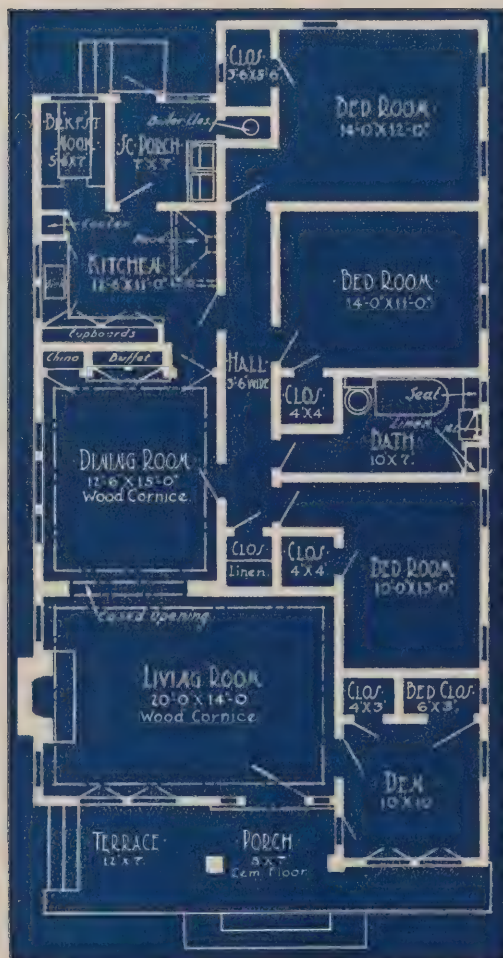 CLOS.
3'-6"X5'-6"
BED ROOM
14'-0"X12'-0"
BRKFST
NOOK
5'-6"X7'
SC. PORCH
7'X7'
Cooler
KITCHEN
12'-6"X11'-0"
BED ROOM
14'-0"X11'-0"
Cupboards
China
Buffet
HALL
3'-6" WIDE
CLOS.
4'X4'
Seat
Linen
BATH
10'X7'
DINING ROOM
12'-6"X15'-0"
Wood Cornice
CLOS.
Linen
CLOS.
4'X4'
BED ROOM
10'-0"X13'-0"
Cased Opening
LIVING ROOM
20'-0"X14'-0"
Wood Cornice
CLOS.
4'X3'
BED CLOS.
6'X3'
DEN
10'X10'
TERRACE
12'X7'
PORCH
8'X7'
Cem. Floor